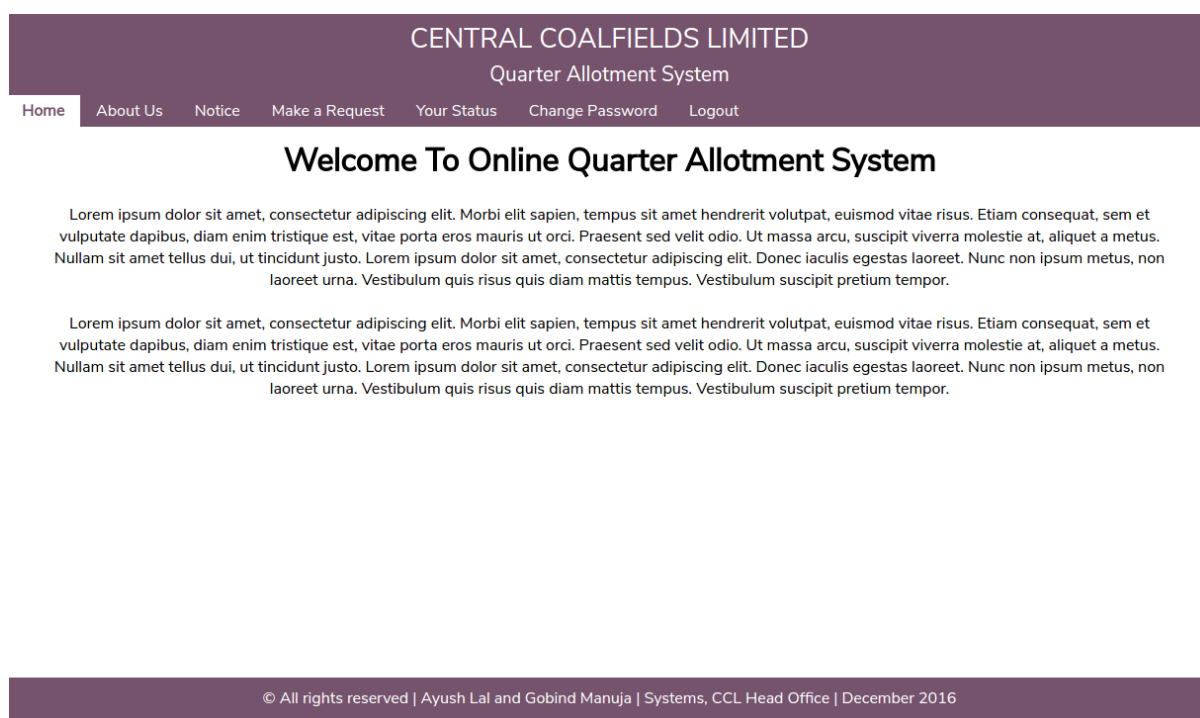 CENTRAL COALFIELDS LIMITED
Quarter Allotment System
Home About Us Notice Make a Request Your Status Change Password Logout
Welcome To Online Quarter Allotment System
Lorem ipsum dolor sit amet, consectetur adipiscing elit. Morbi elit sapien, tempus sit amet hendrerit volutpat, euismod vitae risus. Etiam consequat, sem et
vulputate dapibus, diam enim tristique est, vitae porta eros mauris ut orci. Praesent sed velit odio. Ut massa arcu, suscipit viverra molestie at, aliquet a metus.
Nullam sit amet tellus dui, ut tincidunt justo. Lorem ipsum dolor sit amet, consectetur adipiscing elit. Donec iaculis egestas laoreet. Nunc non ipsum metus, non
laoreet urna. Vestibulum quis risus quis diam mattis tempus. Vestibulum suscipit pretium tempor.
Lorem ipsum dolor sit amet, consectetur adipiscing elit. Morbi elit sapien, tempus sit amet hendrerit volutpat, euismod vitae risus. Etiam consequat, sem et
vulputate dapibus, diam enim tristique est, vitae porta eros mauris ut orci. Praesent sed velit odio. Ut massa arcu, suscipit viverra molestie at, aliquet a metus.
Nullam sit amet tellus dui, ut tincidunt justo. Lorem ipsum dolor sit amet, consectetur adipiscing elit. Donec iaculis egestas laoreet. Nunc non ipsum metus, non
laoreet urna. Vestibulum quis risus quis diam mattis tempus. Vestibulum suscipit pretium tempor.
© All rights reserved | Ayush Lal and Gobind Manuja | Systems, CCL Head Office | December 2016